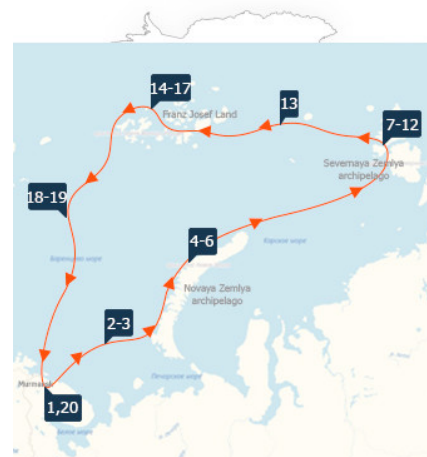 14-17
Franz Josef Land
13
7-12
Severnaya Zemlya
archipelago
18-19
4-6
Карское море
Баренцево море
Novaya Zemlya
archipelago
2-3
Печорское море
Murmansk
1,20
Белое море